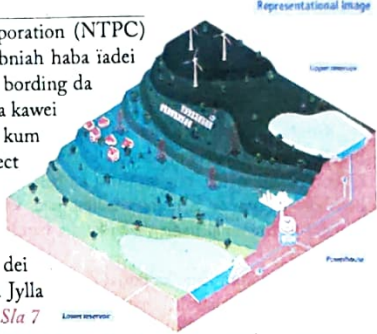 Representational Image
poration (NTPC)
bniah haba ïadei
bording da
a kawei
kum
ect
dei
Jylla
Sla 7
Upper reservoir
Powerhouse
Lower reservoir